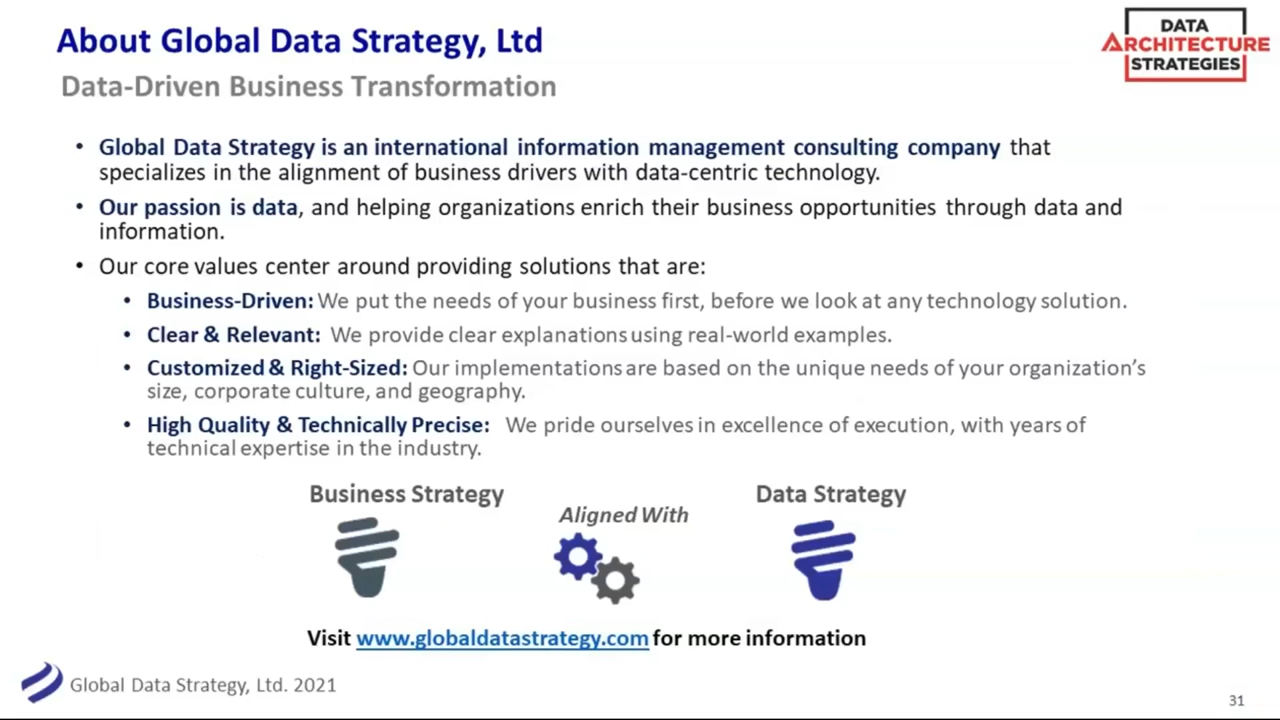 About Global Data Strategy, Ltd
DATA
ARCHITECTURE
STRATEGIES
Data-Driven Business Transformation
• Global Data Strategy is an international information management consulting company that
specializes in the alignment of business drivers with data-centric technology.
• Our passion is data, and helping organizations enrich their business opportunities through data and
information.
• Our core values center around providing solutions that are:
• Business-Driven: We put the needs of your business first, before we look at any technology solution.
• Clear & Relevant: We provide clear explanations using real-world examples.
• Customized & Right-Sized: Our implementations are based on the unique needs of your organization's
size, corporate culture, and geography.
• High Quality & Technically Precise: We pride ourselves in excellence of execution, with years of
technical expertise in the industry.
Business Strategy
Aligned With
Data Strategy
Visit www.globaldatastrategy.com for more information
Global Data Strategy, Ltd. 2021
31